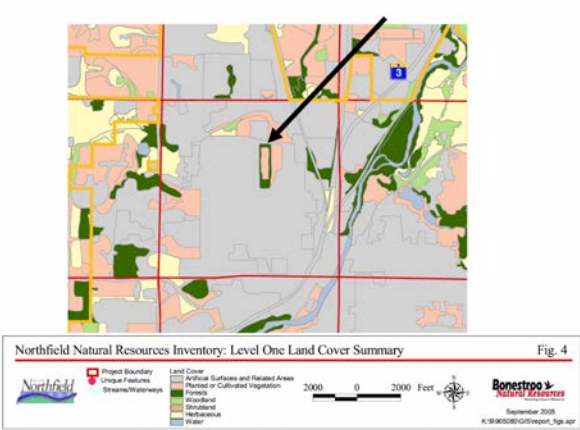 3
Northfield Natural Resources Inventory: Level One Land Cover Summary
Fig. 4
Northfield
Project Boundary
Unique Features
Streams/Waterways
Land Cover
Artificial Surfaces and Related Areas
Planted or Cultivated Vegetation
Forests
Woodland
Shrubland
Herbaceous
Water
2000 0 2000 Feet
Bonestroo
Natural Resources
September 2005